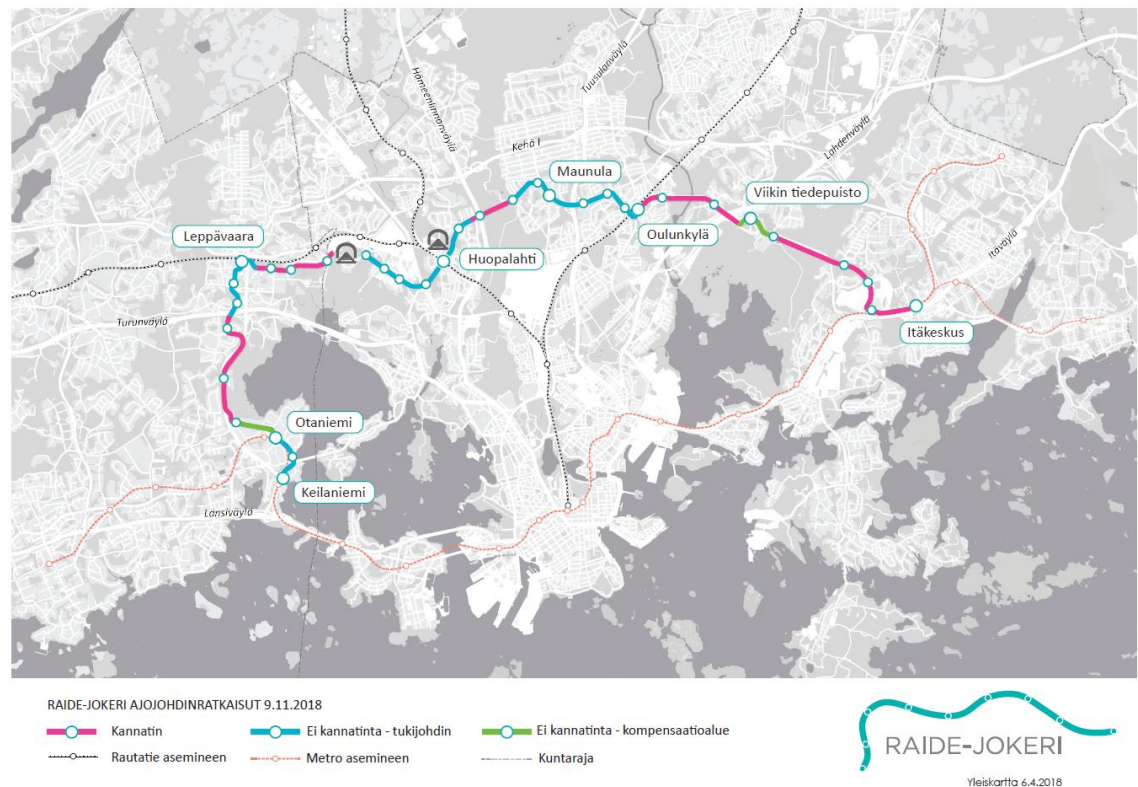 Tuusulanväylä
Hämeenlinnanväylä
Kehä I
Lahdenväylä
Maunula
Viikin tiedepuisto
Oulunkylä
Leppävaara
Huopalahti
Itäväylä
Turunväylä
Itäkeskus
Otaniemi
Keilaniemi
Länsiväylä
RAIDE-JOKERI AJOJOHDINRATKAISUT 9.11.2018
Kannatin
Ei kannatinta - tukijohdin
Ei kannatinta - kompensaatioalue
Rautatie asemineen
Metro asemineen
Kuntaraja
RAIDE-JOKERI
Yleiskartta 6.4.2018